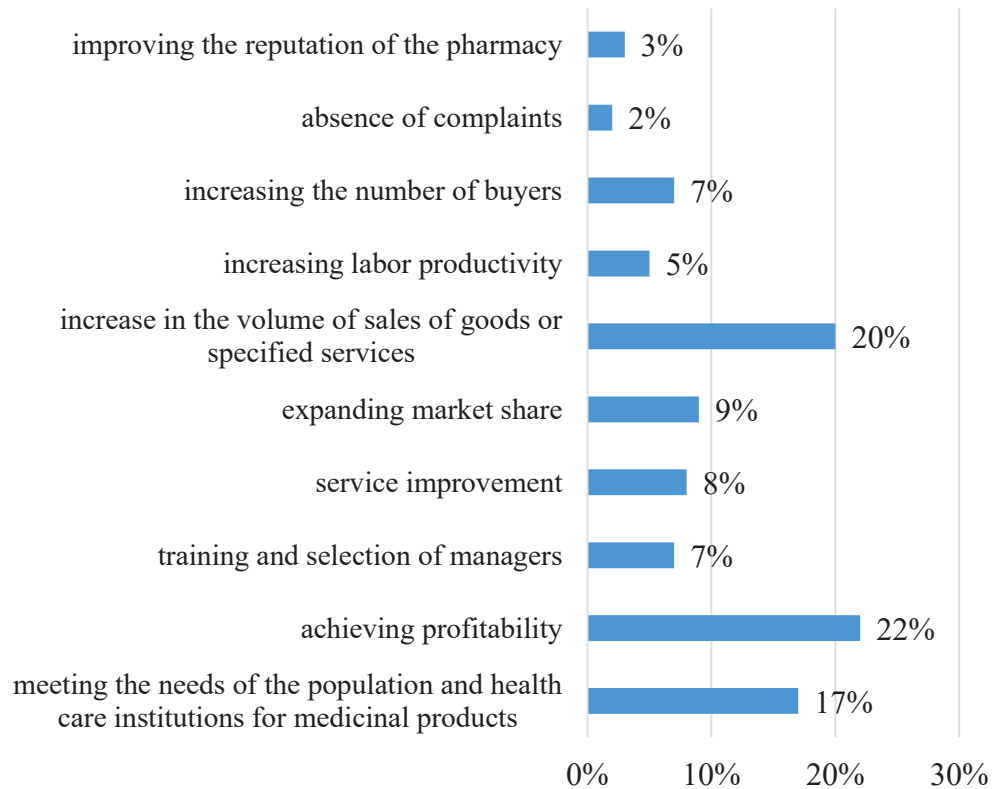 improving the reputation of the pharmacy 3%
absence of complaints 2%
increasing the number of buyers 7%
increasing labor productivity 5%
increase in the volume of sales of goods or
specified services 20%
expanding market share 9%
service improvement 8%
training and selection of managers 7%
achieving profitability 22%
meeting the needs of the population and health
care institutions for medicinal products 17%
0% 10% 20% 30%